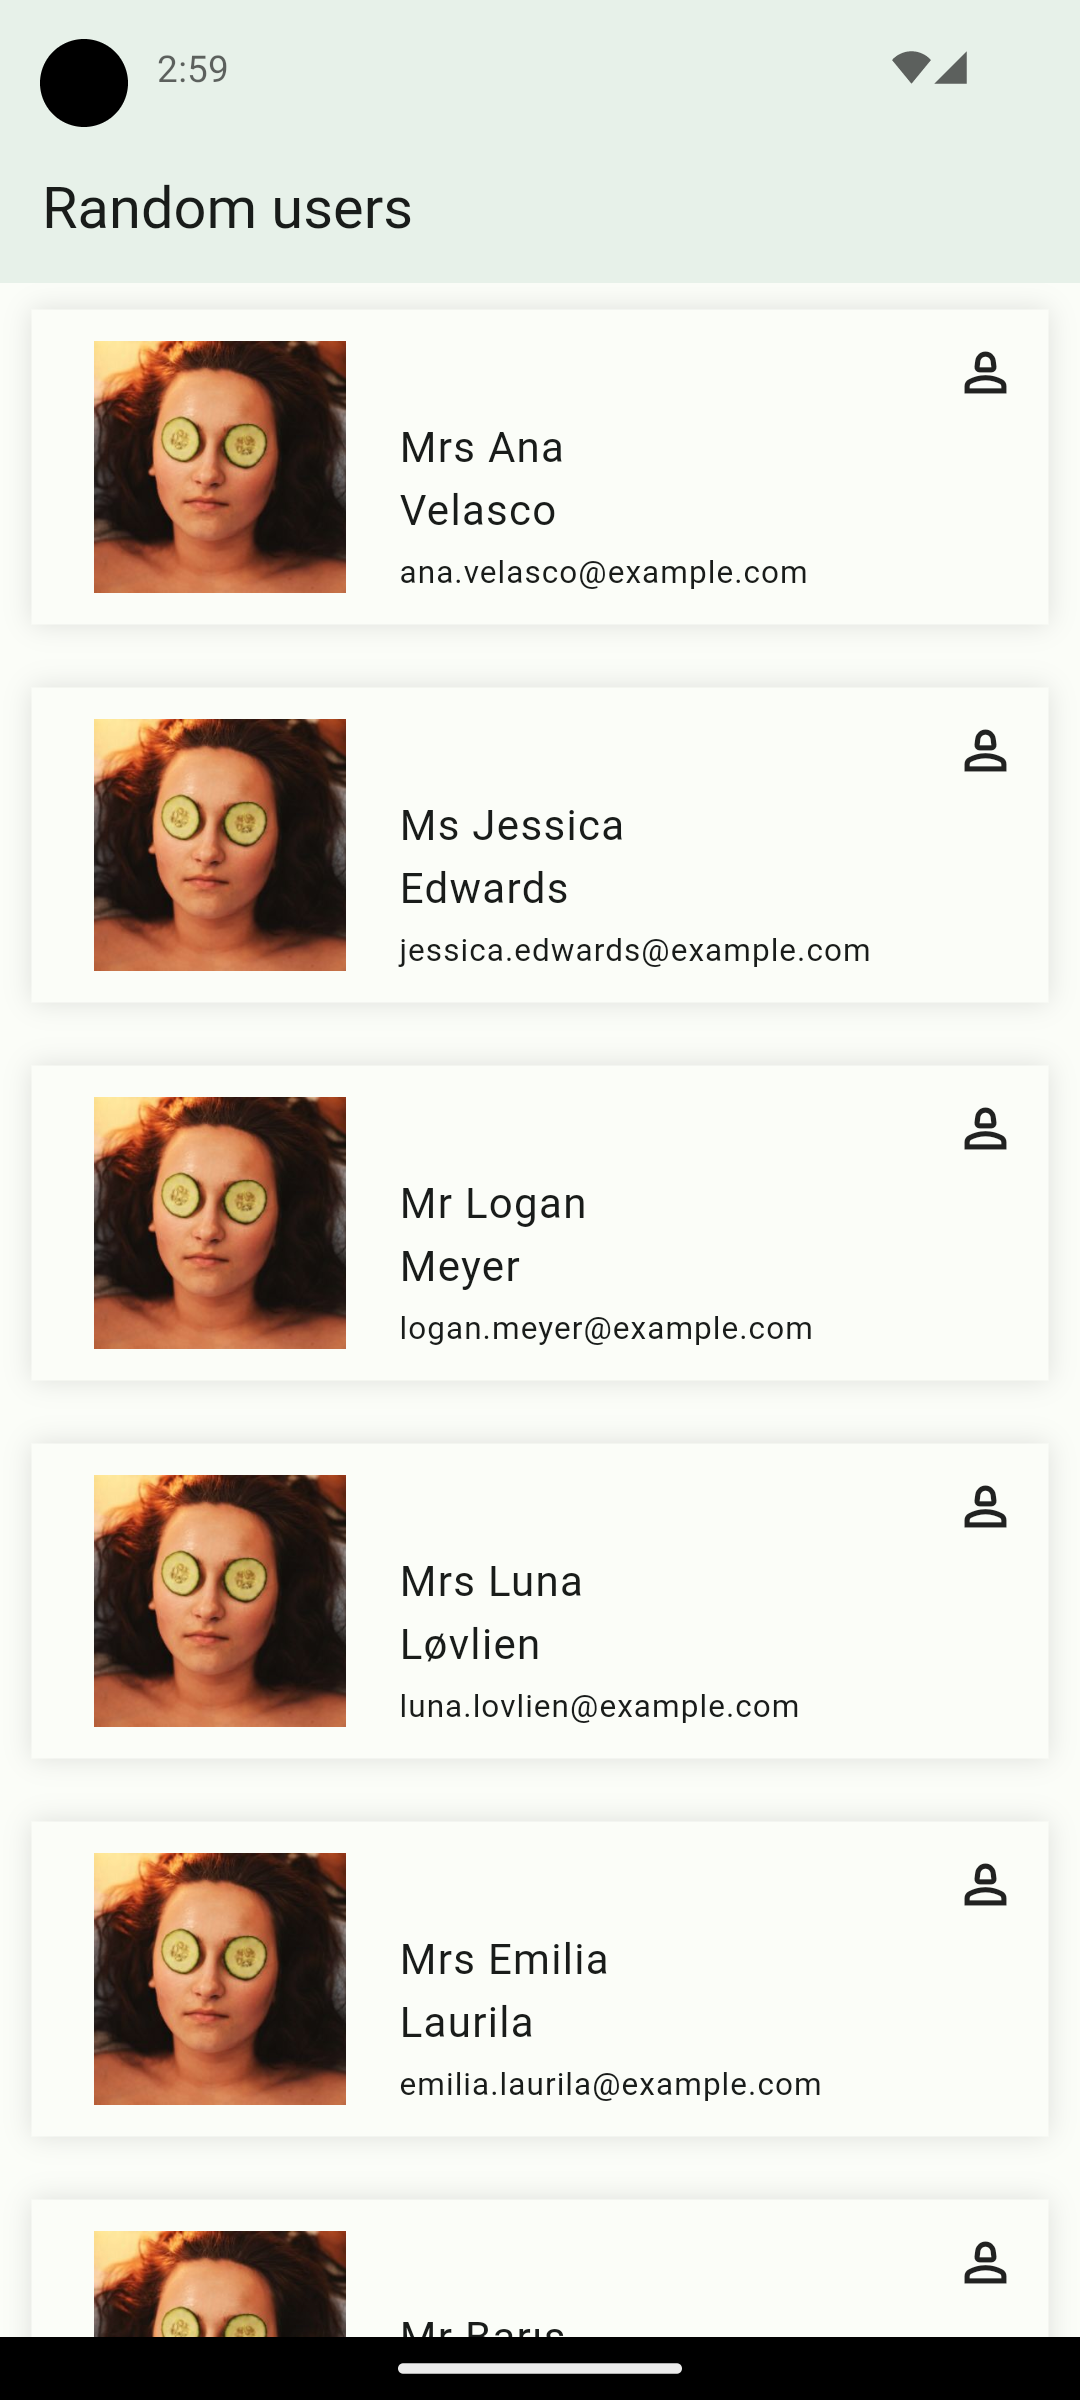 2:59
Random users
Mrs Ana
Velasco
ana.velasco@example.com
Ms Jessica
Edwards
jessica.edwards@example.com
Mr Logan
Meyer
logan.meyer@example.com
Mrs Luna
Løvlien
luna.lovlien@example.com
Mrs Emilia
Laurila
emilia.laurila@example.com
Mr Barış